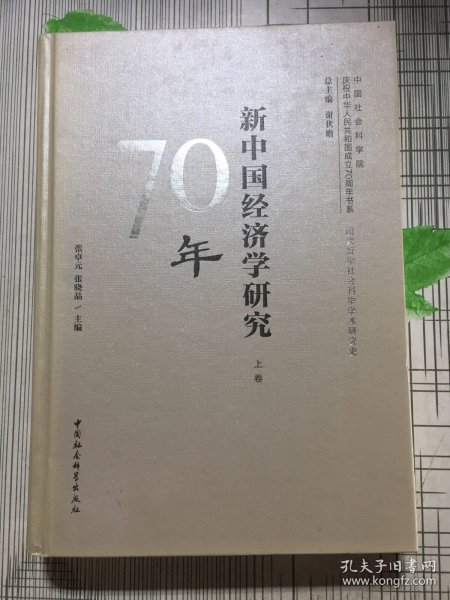 中国社会科学院
庆祝中华人民共和国成立70周年书系
总主编 谢伏瞻
国家哲学社会科学学术研究史
新中国经济学研究
70
年
上卷
张卓元 张晓晶/主编
中国社会科学出版社
孔夫子旧书网
www.kongfz.com